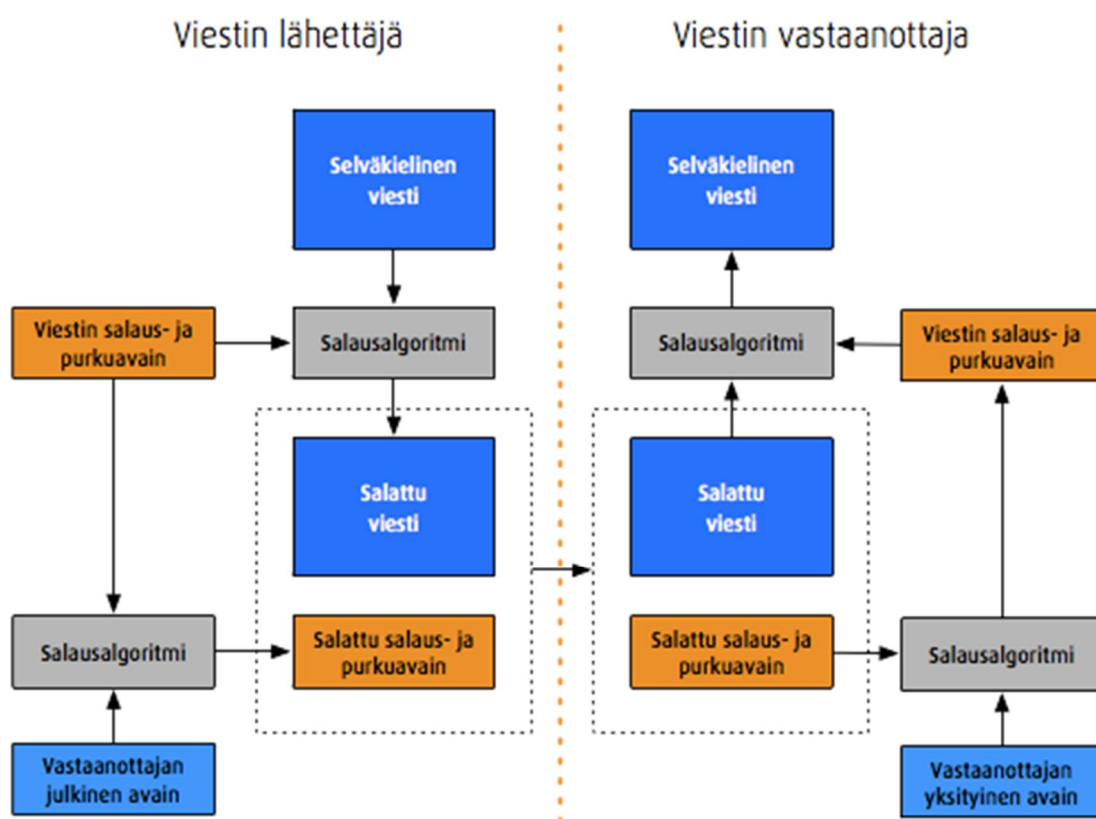 Viestin lähettäjä
Viestin vastaanottaja
Selväkielinen
viesti
Selväkielinen
viesti
Viestin salaus- ja
purkuavain
Salausalgoritmi
Salausalgoritmi
Viestin salaus- ja
purkuavain
Salattu
viesti
Salattu
viesti
Salausalgoritmi
Salattu salaus- ja
purkuavain
Salattu salaus- ja
purkuavain
Salausalgoritmi
Vastaanottajan
julkinen avain
Vastaanottajan
yksityinen avain